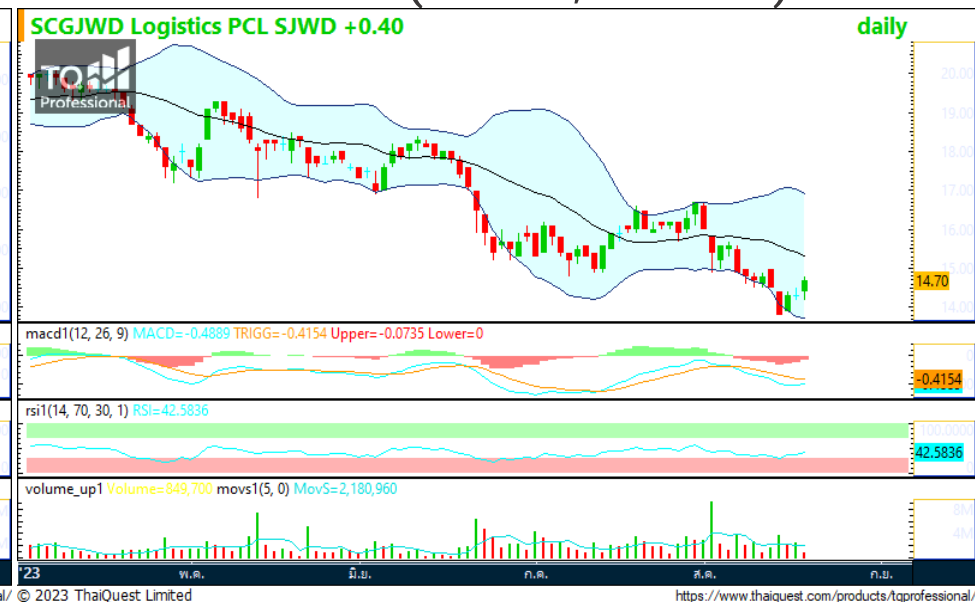 SCGJWD Logistics PCL SJWD +0.40 daily
TQ
Professional
20.00
19.00
18.00
17.00
16.00
15.00
14.70
14.00
macd1(12, 26, 9) MACD=-0.4889 TRIGG=-0.4154 Upper=-0.0735 Lower=0
-0.4154
rsi1(14, 70, 30, 1) RSI=42.5836
100.0000
42.5836
volume_up1 Volume=849,700 movs1(5, 0) MovS=2,180,960
8M
4M
'23 พ.ค. มิ.ย. ก.ค. ส.ค. ก.ย.
al/ © 2023 ThaiQuest Limited https://www.thaiquest.com/products/tqprofessional/